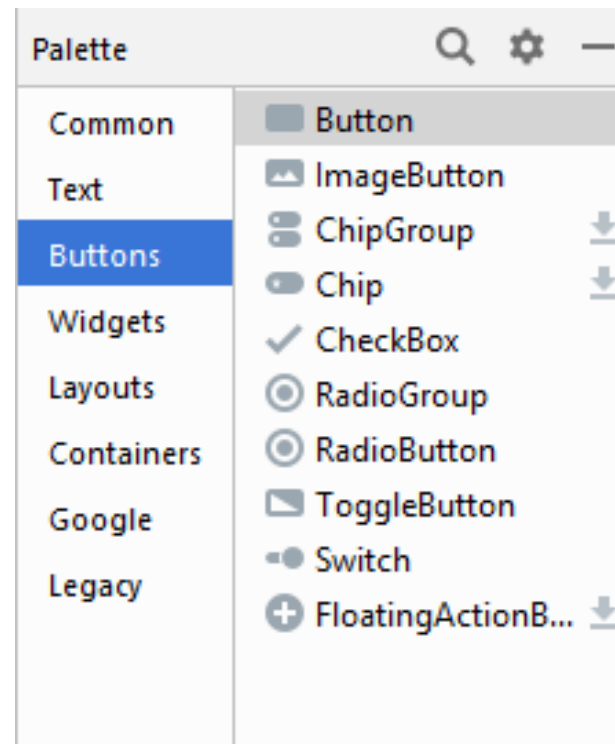 Palette
Common
Text
Buttons
Widgets
Layouts
Containers
Google
Legacy
Button
ImageButton
ChipGroup
Chip
CheckBox
RadioGroup
RadioButton
ToggleButton
Switch
FloatingActionB...